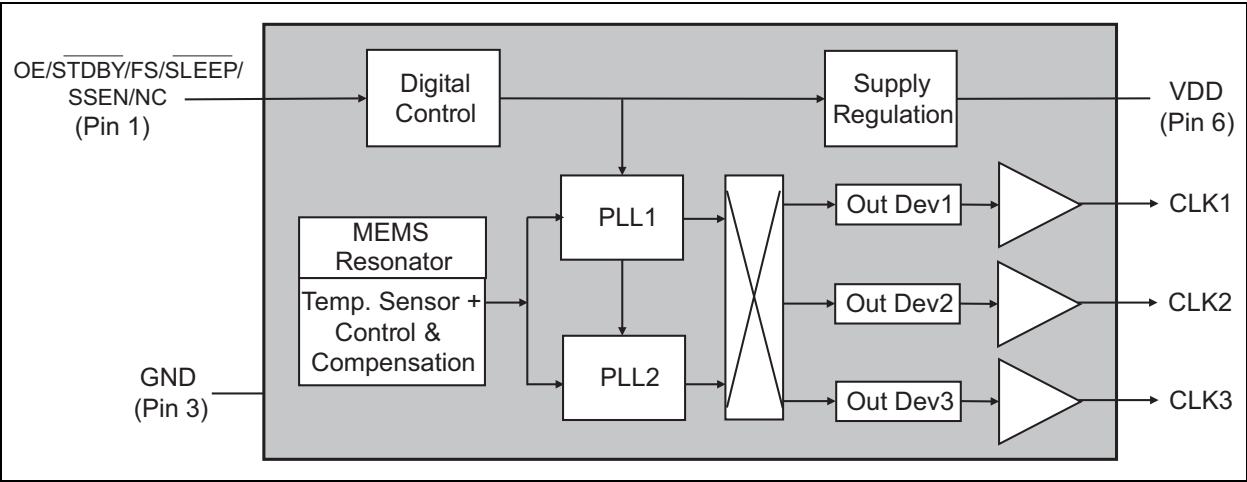 OE/STDBY/FS/SLEEP/
SSEN/NC
(Pin 1)
Digital
Control
Supply
Regulation
VDD
(Pin 6)
PLL1
Out Dev1
CLK1
MEMS
Resonator
Temp. Sensor +
Control &
Compensation
Out Dev2
CLK2
GND
(Pin 3)
PLL2
Out Dev3
CLK3